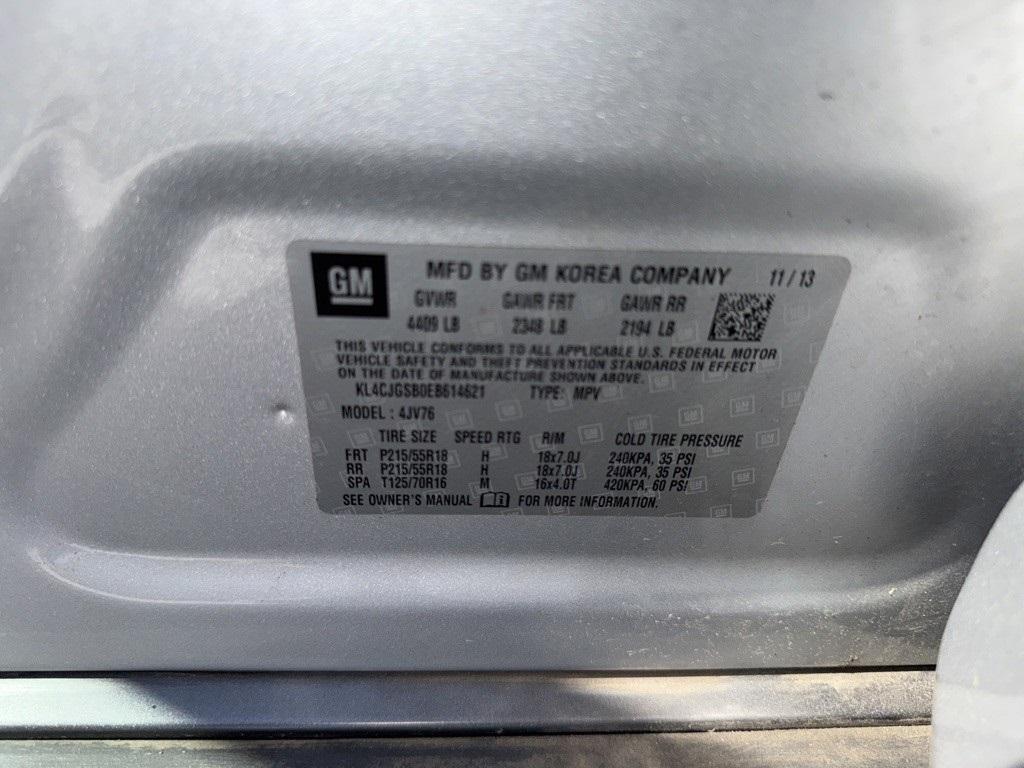 GM MFD BY GM KOREA COMPANY 11 / 13
GVWR GAWR FRT GAWR RR
4409 LB 2348 LB 2194 LB
THIS VEHICLE CONFORMS TO ALL APPLICABLE U.S. FEDERAL MOTOR
VEHICLE SAFETY AND THEFT PREVENTION STANDARDS IN EFFECT
ON THE DATE OF MANUFACTURE SHOWN ABOVE.
KL4CJGSB0EB614621 TYPE: MPV
MODEL : 4JV76
TIRE SIZE SPEED RTG R/M COLD TIRE PRESSURE
FRT P215/55R18 H 18x7.0J 240KPA, 35 PSI
RR P215/55R18 H 18x7.0J 240KPA, 35 PSI
SPA T125/70R16 M 16x4.0T 420KPA, 60 PSI
SEE OWNER'S MANUAL FOR MORE INFORMATION.